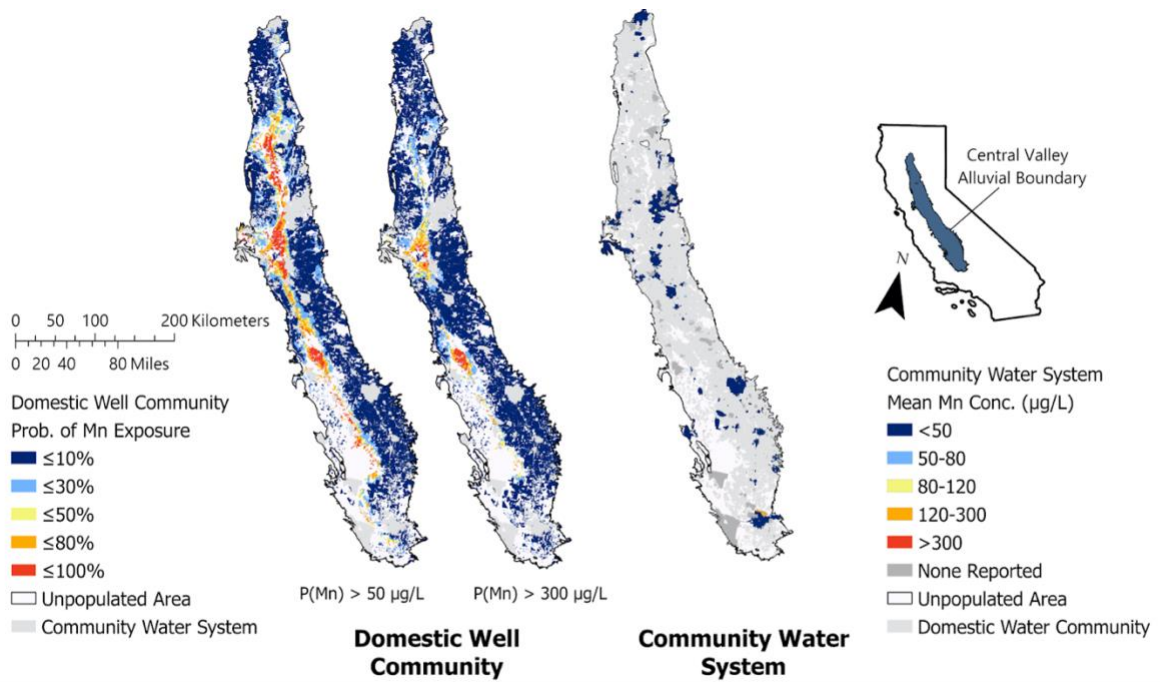 Central Valley
Alluvial Boundary
N
0 50 100 200 Kilometers
0 20 40 80 Miles
Domestic Well Community
Prob. of Mn Exposure
≤10%
≤30%
≤50%
≤80%
≤100%
Unpopulated Area
Community Water System
P(Mn) > 50 µg/L
P(Mn) > 300 µg/L
Domestic Well
Community
Community Water
System
Community Water System
Mean Mn Conc. (µg/L)
<50
50-80
80-120
120-300
>300
None Reported
Unpopulated Area
Domestic Water Community